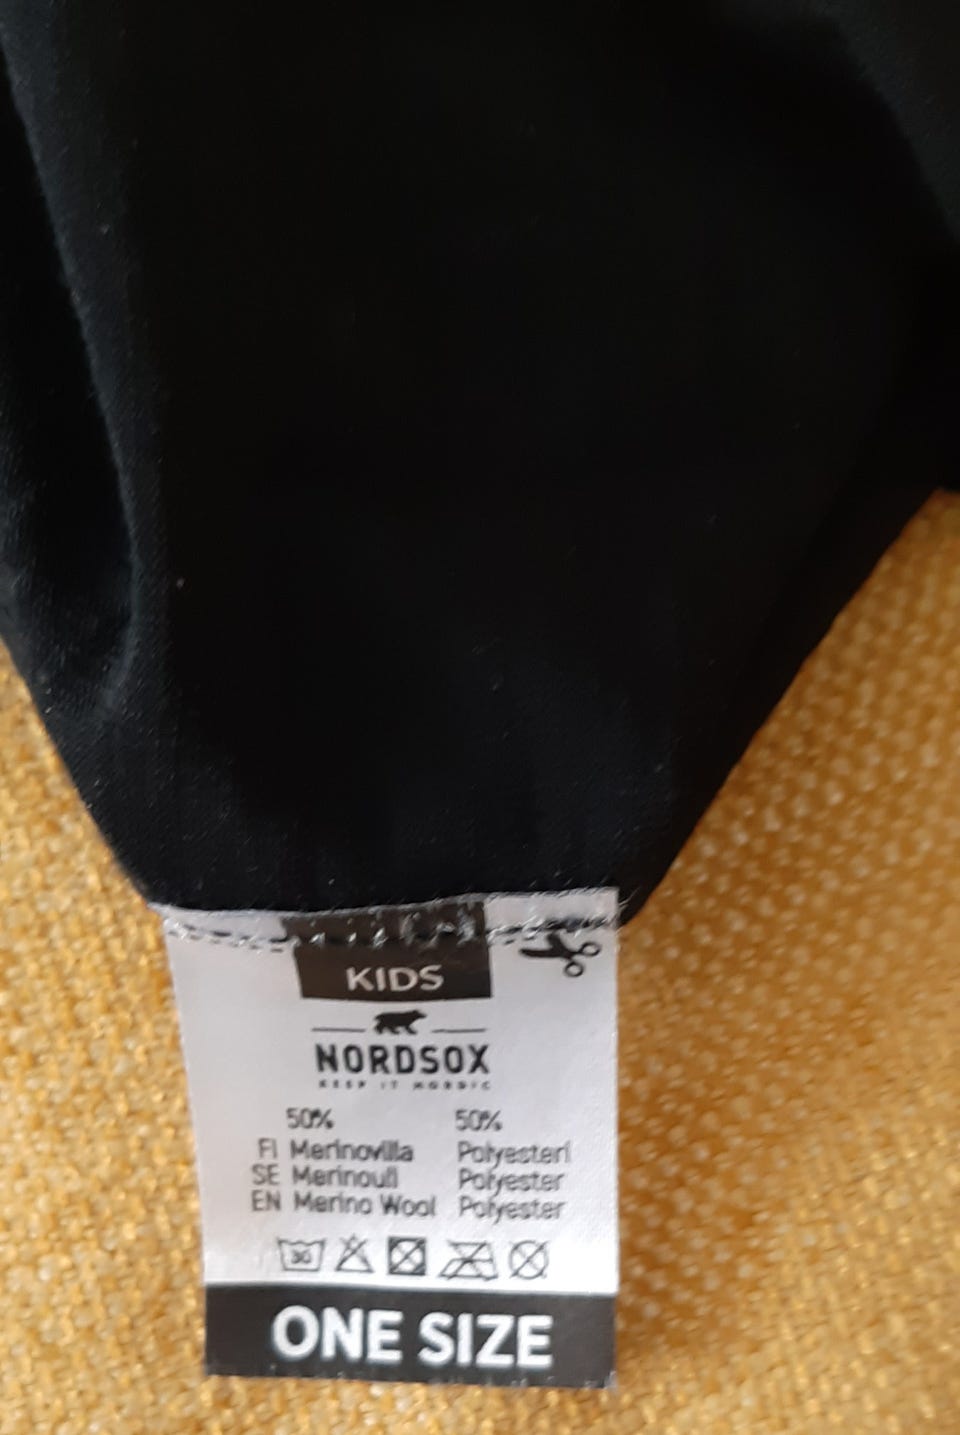 KIDS
NORDSOX
KEEP IT NORDIC
50% 50%
FI Merinovilla Polyesteri
SE Merinoull Polyester
EN Merino Wool Polyester
30
ONE SIZE